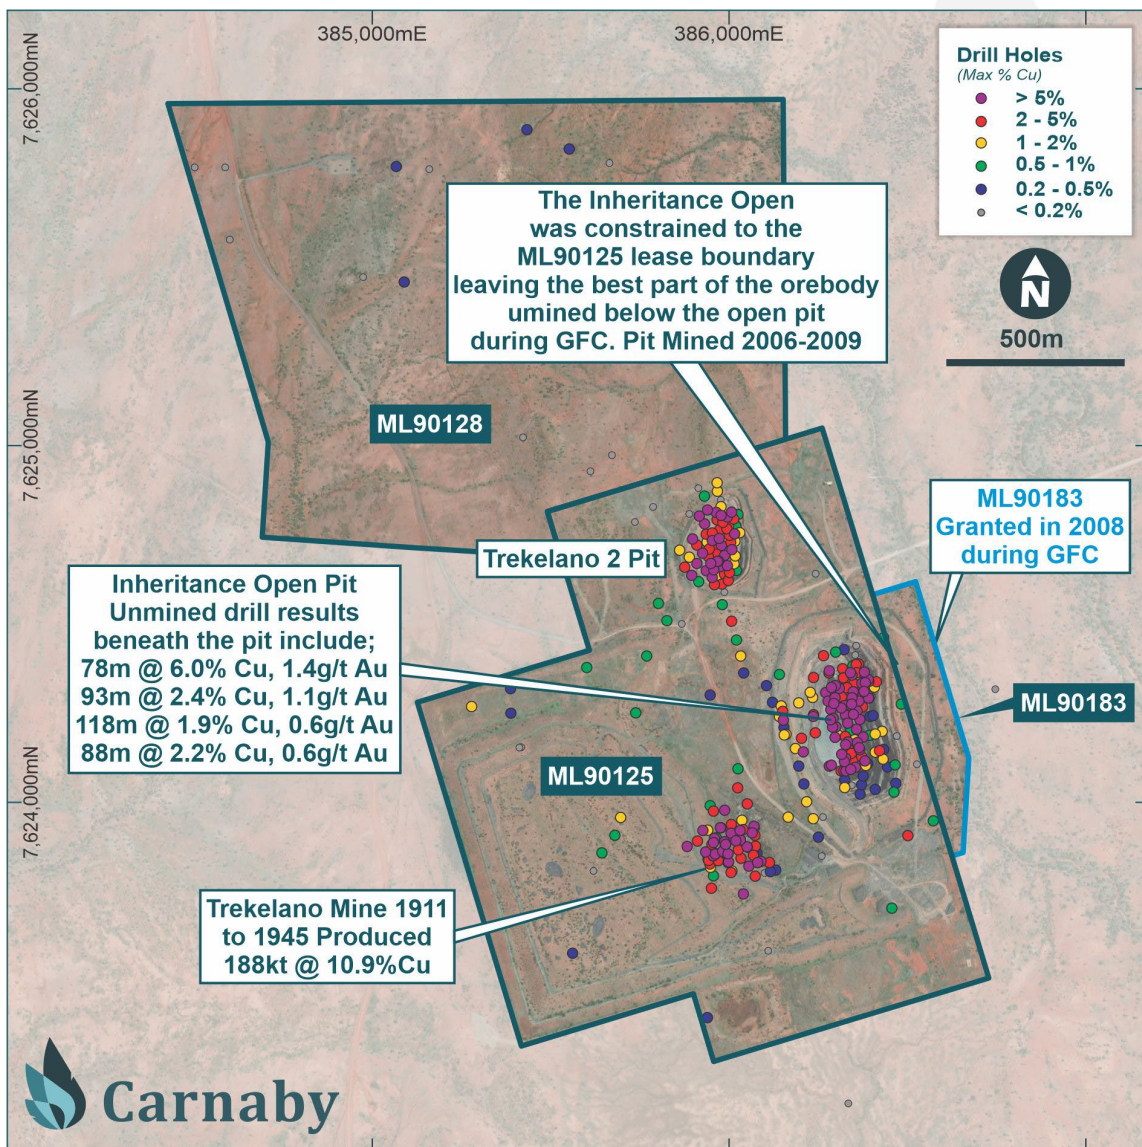 385,000mE
386,000mE
7,626,000mN
7,625,000mN
7,624,000mN
Drill Holes
(Max % Cu)
> 5%
2 - 5%
1 - 2%
0.5 - 1%
0.2 - 0.5%
< 0.2%
N
500m
The Inheritance Open
was constrained to the
ML90125 lease boundary
leaving the best part of the orebody
umined below the open pit
during GFC. Pit Mined 2006-2009
ML90128
ML90183
Granted in 2008
during GFC
Trekelano 2 Pit
Inheritance Open Pit
Unmined drill results
beneath the pit include;
78m @ 6.0% Cu, 1.4g/t Au
93m @ 2.4% Cu, 1.1g/t Au
118m @ 1.9% Cu, 0.6g/t Au
88m @ 2.2% Cu, 0.6g/t Au
ML90183
ML90125
Trekelano Mine 1911
to 1945 Produced
188kt @ 10.9%Cu
Carnaby